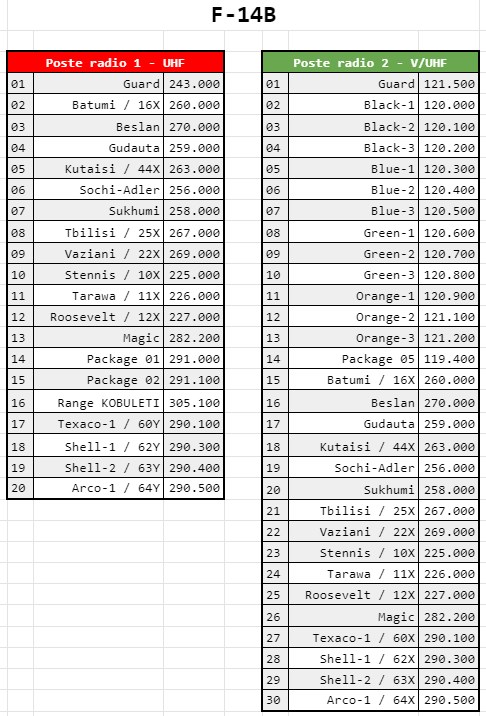 F-14B
Poste radio 1 - UHF
01 Guard 243.000
02 Batumi / 16X 260.000
03 Beslan 270.000
04 Gudauta 259.000
05 Kutaisi / 44X 263.000
06 Sochi-Adler 256.000
07 Sukhumi 258.000
08 Tbilisi / 25X 267.000
09 Vaziani / 22X 269.000
10 Stennis / 10X 225.000
11 Tarawa / 11X 226.000
12 Roosevelt / 12X 227.000
13 Magic 282.200
14 Package 01 291.000
15 Package 02 291.100
16 Range KOBULETI 305.100
17 Texaco-1 / 60Y 290.100
18 Shell-1 / 62Y 290.300
19 Shell-2 / 63Y 290.400
20 Arco-1 / 64Y 290.500
Poste radio 2 - V/UHF
01 Guard 121.500
02 Black-1 120.000
03 Black-2 120.100
04 Black-3 120.200
05 Blue-1 120.300
06 Blue-2 120.400
07 Blue-3 120.500
08 Green-1 120.600
09 Green-2 120.700
10 Green-3 120.800
11 Orange-1 120.900
12 Orange-2 121.100
13 Orange-3 121.200
14 Package 05 119.400
15 Batumi / 16X 260.000
16 Beslan 270.000
17 Gudauta 259.000
18 Kutaisi / 44X 263.000
19 Sochi-Adler 256.000
20 Sukhumi 258.000
21 Tbilisi / 25X 267.000
22 Vaziani / 22X 269.000
23 Stennis / 10X 225.000
24 Tarawa / 11X 226.000
25 Roosevelt / 12X 227.000
26 Magic 282.200
27 Texaco-1 / 60X 290.100
28 Shell-1 / 62X 290.300
29 Shell-2 / 63X 290.400
30 Arco-1 / 64X 290.500